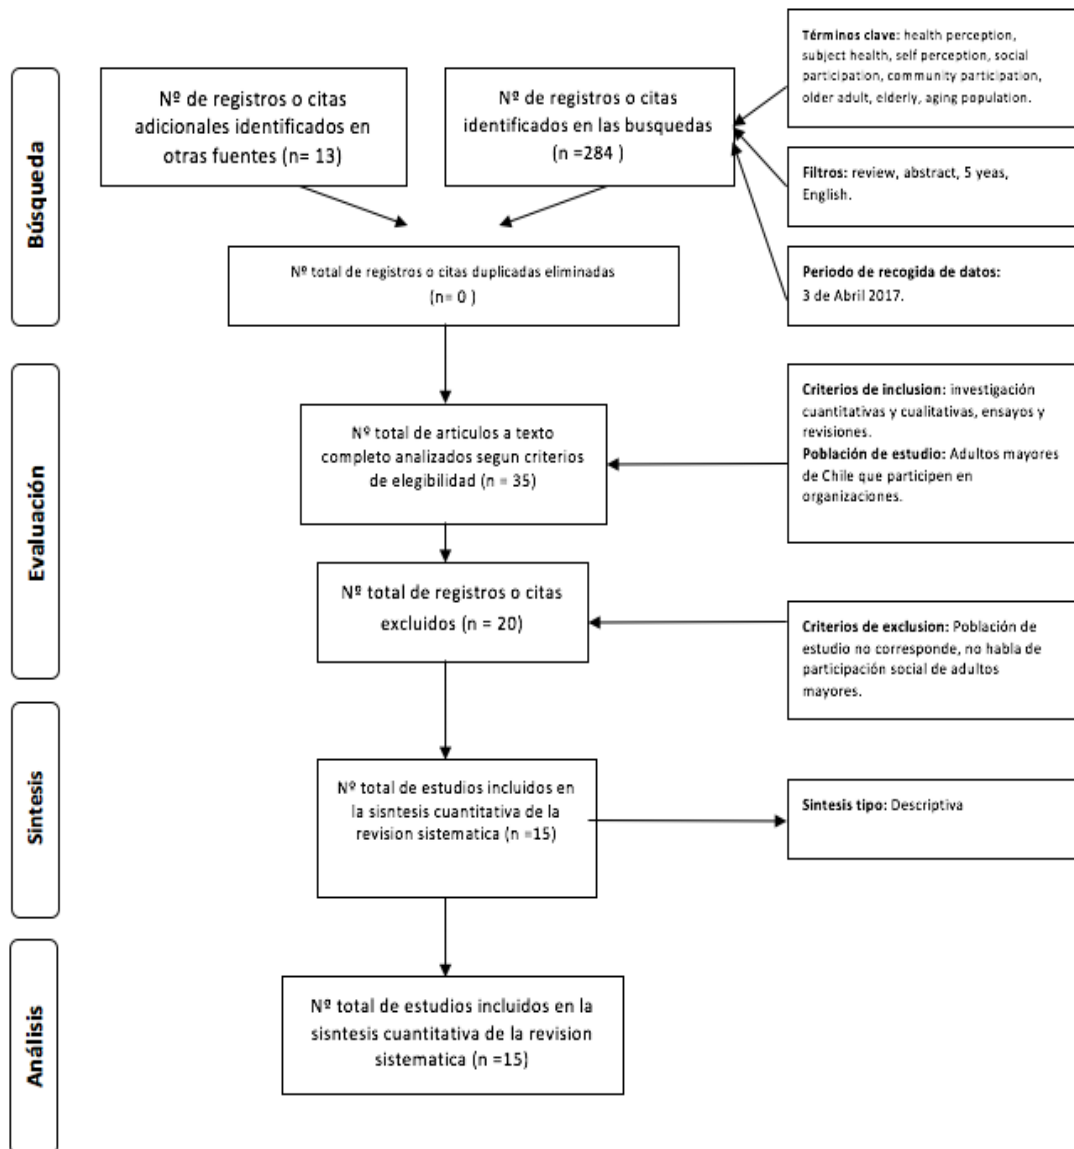 Búsqueda
Nº de registros o citas
adicionales identificados en
otras fuentes (n= 13)
Nº de registros o citas
identificados en las busquedas
(n =284 )
Términos clave: health perception,
subject health, self perception, social
participation, community participation,
older adult, elderly, aging population.
Filtros: review, abstract, 5 yeas,
English.
Nº total de registros o citas duplicadas eliminadas
(n= 0 )
Periodo de recogida de datos:
3 de Abril 2017.
Evaluación
Nº total de articulos a texto
completo analizados segun criterios
de elegibilidad (n = 35)
Criterios de inclusion: investigación
cuantitativas y cualitativas, ensayos y
revisiones.
Población de estudio: Adultos mayores
de Chile que participen en
organizaciones.
Nº total de registros o citas
excluidos (n = 20)
Criterios de exclusion: Población de
estudio no corresponde, no habla de
participación social de adultos
mayores.
Sintesis
Nº total de estudios incluidos en
la sisntesis cuantitativa de la
revision sistematica (n =15)
Sintesis tipo: Descriptiva
Análisis
Nº total de estudios incluidos en la
sisntesis cuantitativa de la revision
sistematica (n =15)